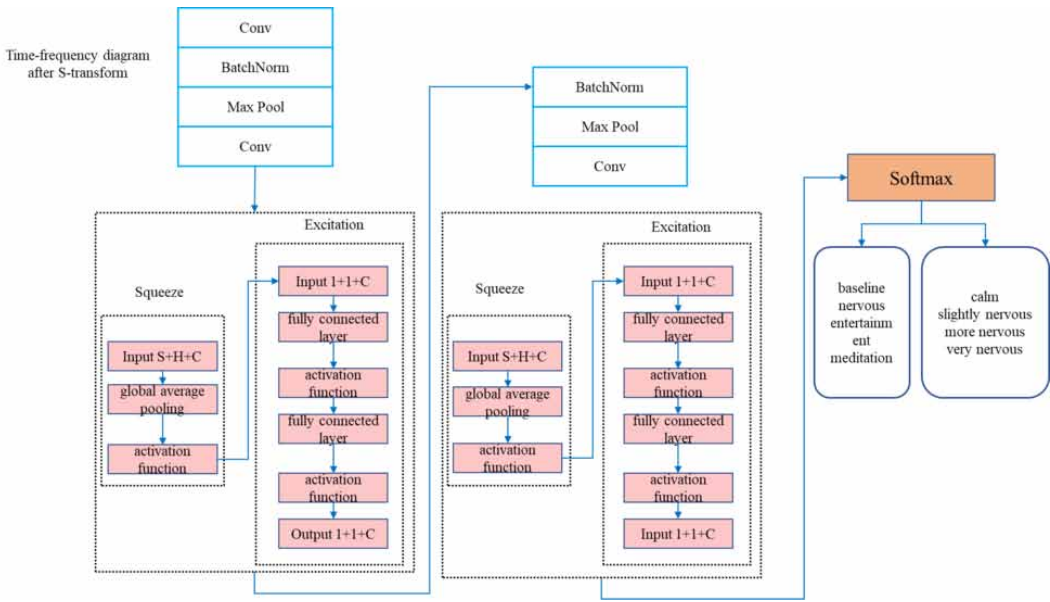 Time-frequency diagram
after S-transform
Conv
BatchNorm
Max Pool
Conv
BatchNorm
Max Pool
Conv
Softmax
baseline
nervous
entertainm
ent
meditation
calm
slightly nervous
more nervous
very nervous
Squeeze
Input S+H+C
global average
pooling
activation
function
Excitation
Input 1+1+C
fully connected
layer
activation
function
fully connected
layer
activation
function
Output 1+1+C
Squeeze
Input S+H+C
global average
pooling
activation
function
Excitation
Input 1+1+C
fully connected
layer
activation
function
fully connected
layer
activation
function
Input 1+1+C